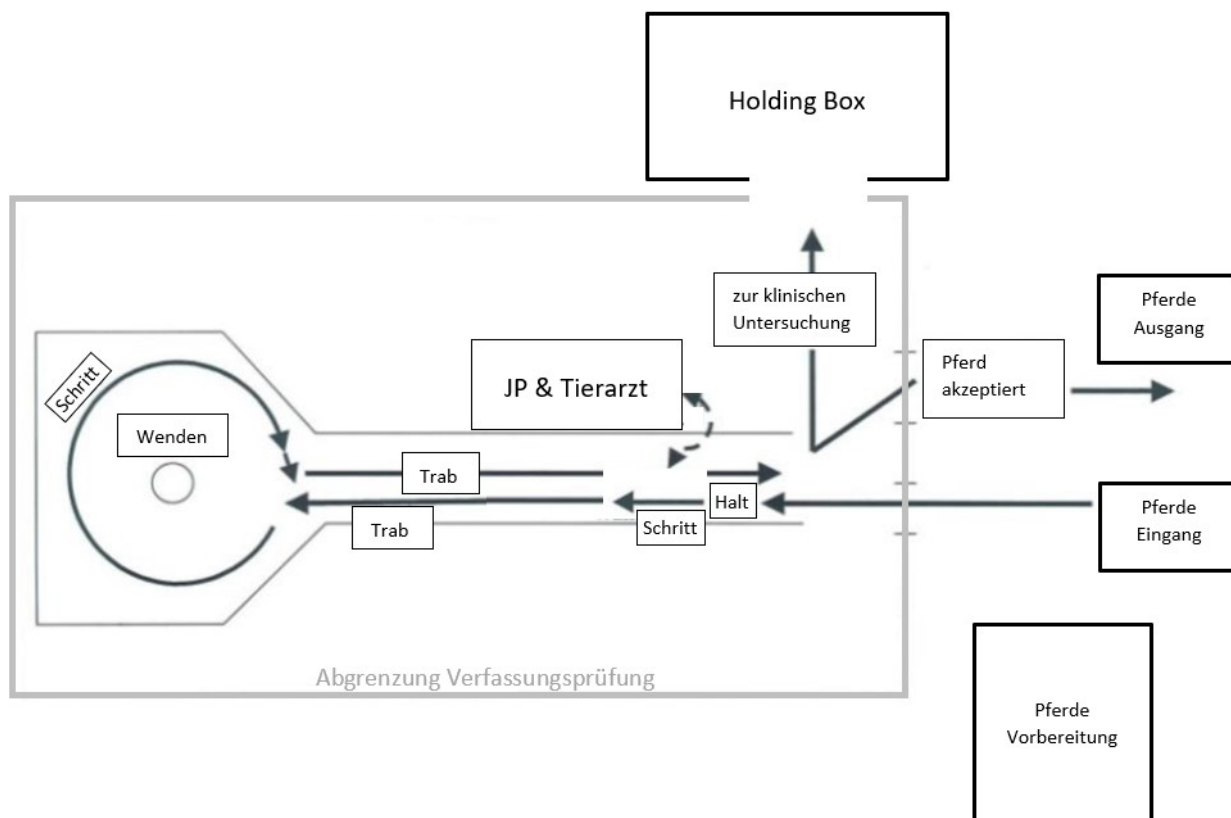 Holding Box
zur klinischen
Untersuchung
Pferde
Ausgang
Pferd
akzeptiert
JP & Tierarzt
Schritt
Wenden
Trab
Halt
Pferde
Eingang
Trab
Schritt
Abgrenzung Verfassungsprüfung
Pferde
Vorbereitung